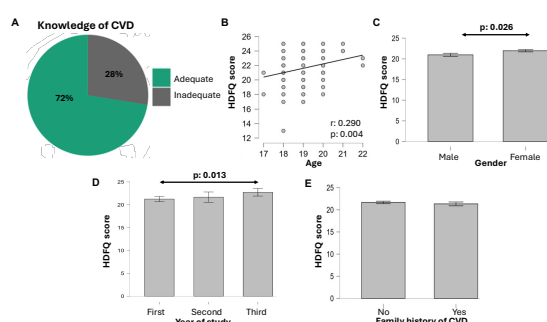 A
Knowledge of CVD
28%
72%
Adequate
Inadequate
B
HDFQ score
26
24
22
20
18
16
14
12
r: 0.290
p: 0.004
17 18 19 20 21 22
Age
C
p: 0.026
HDFQ score
25
20
15
10
5
0
Male Female
Gender
D
p: 0.013
HDFQ score
25
20
15
10
5
0
First Second Third
Year of study
E
HDFQ score
25
20
15
10
5
0
No Yes
Family history of CVD